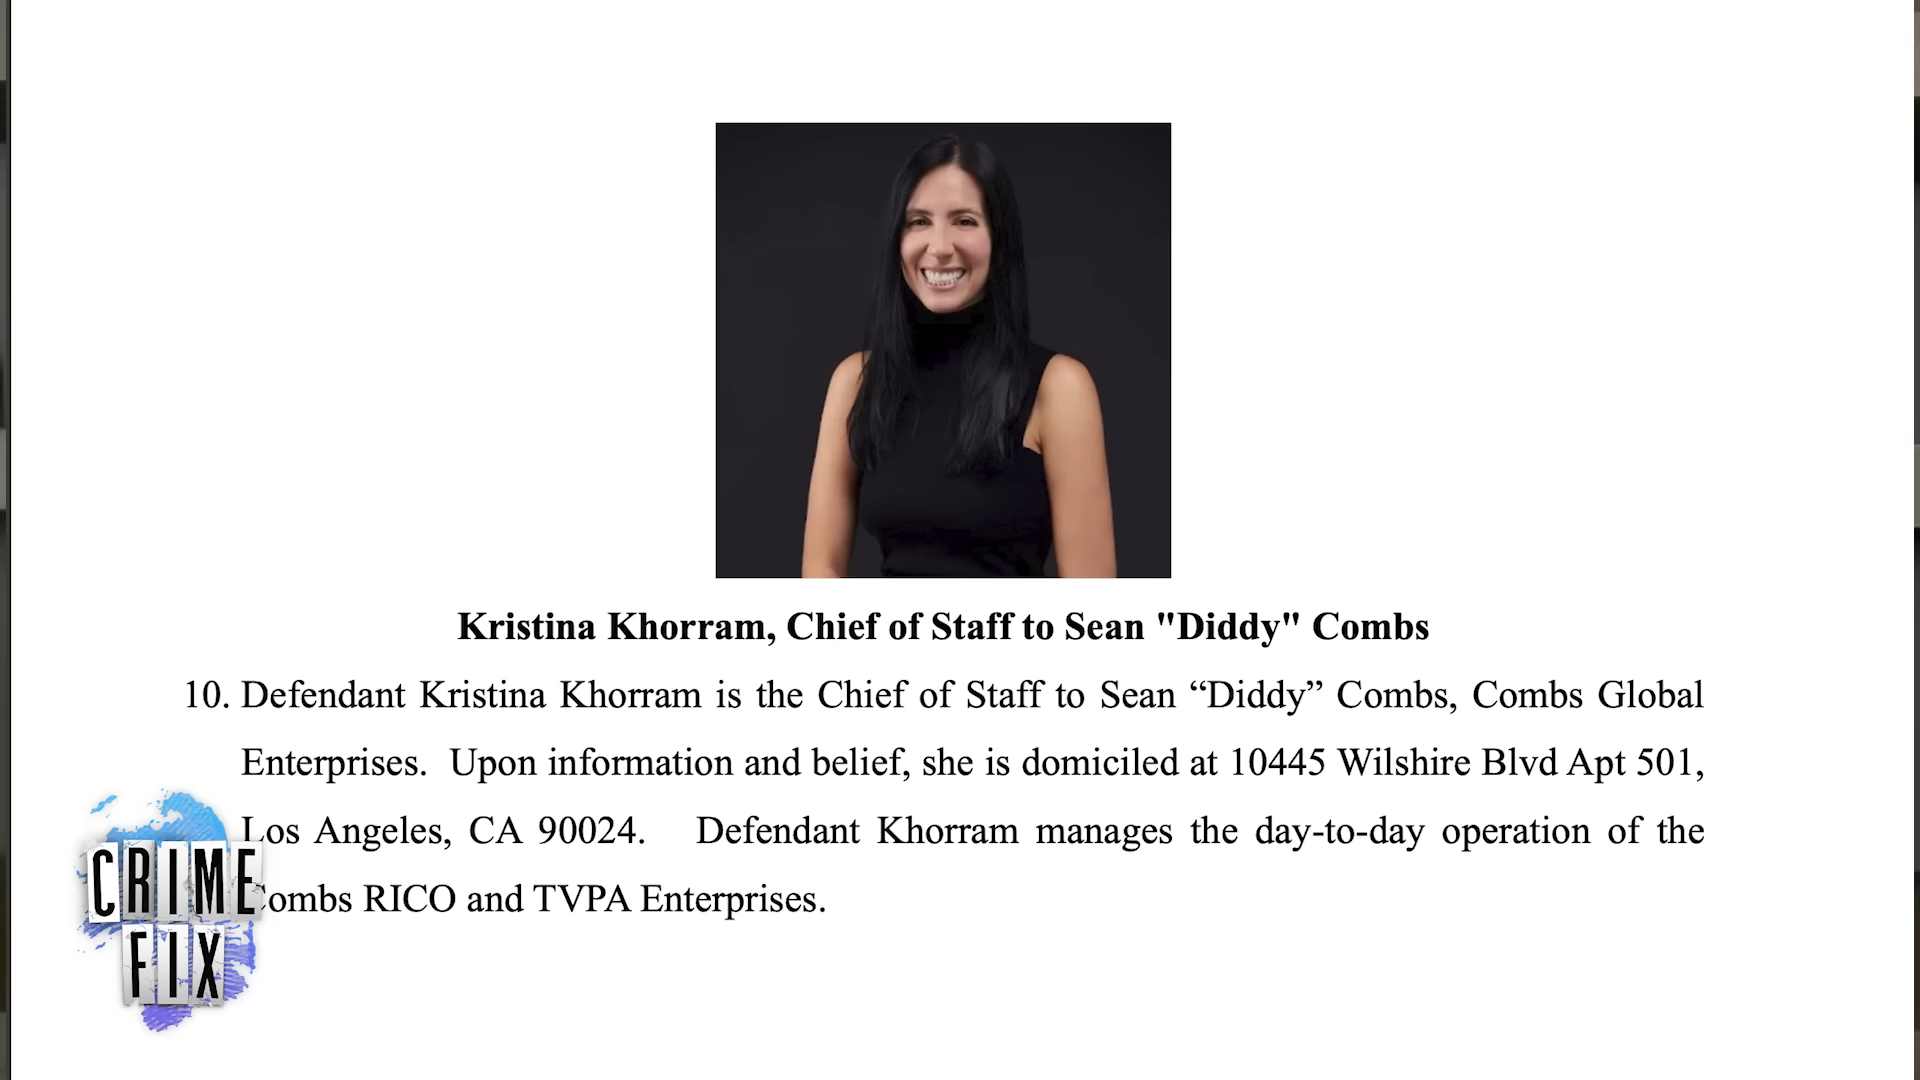 Kristina Khorram, Chief of Staff to Sean "Diddy" Combs
10. Defendant Kristina Khorram is the Chief of Staff to Sean “Diddy” Combs, Combs Global
Enterprises. Upon information and belief, she is domiciled at 10445 Wilshire Blvd Apt 501,
Los Angeles, CA 90024. Defendant Khorram manages the day-to-day operation of the
Combs RICO and TVPA Enterprises.
CRIME
FIX